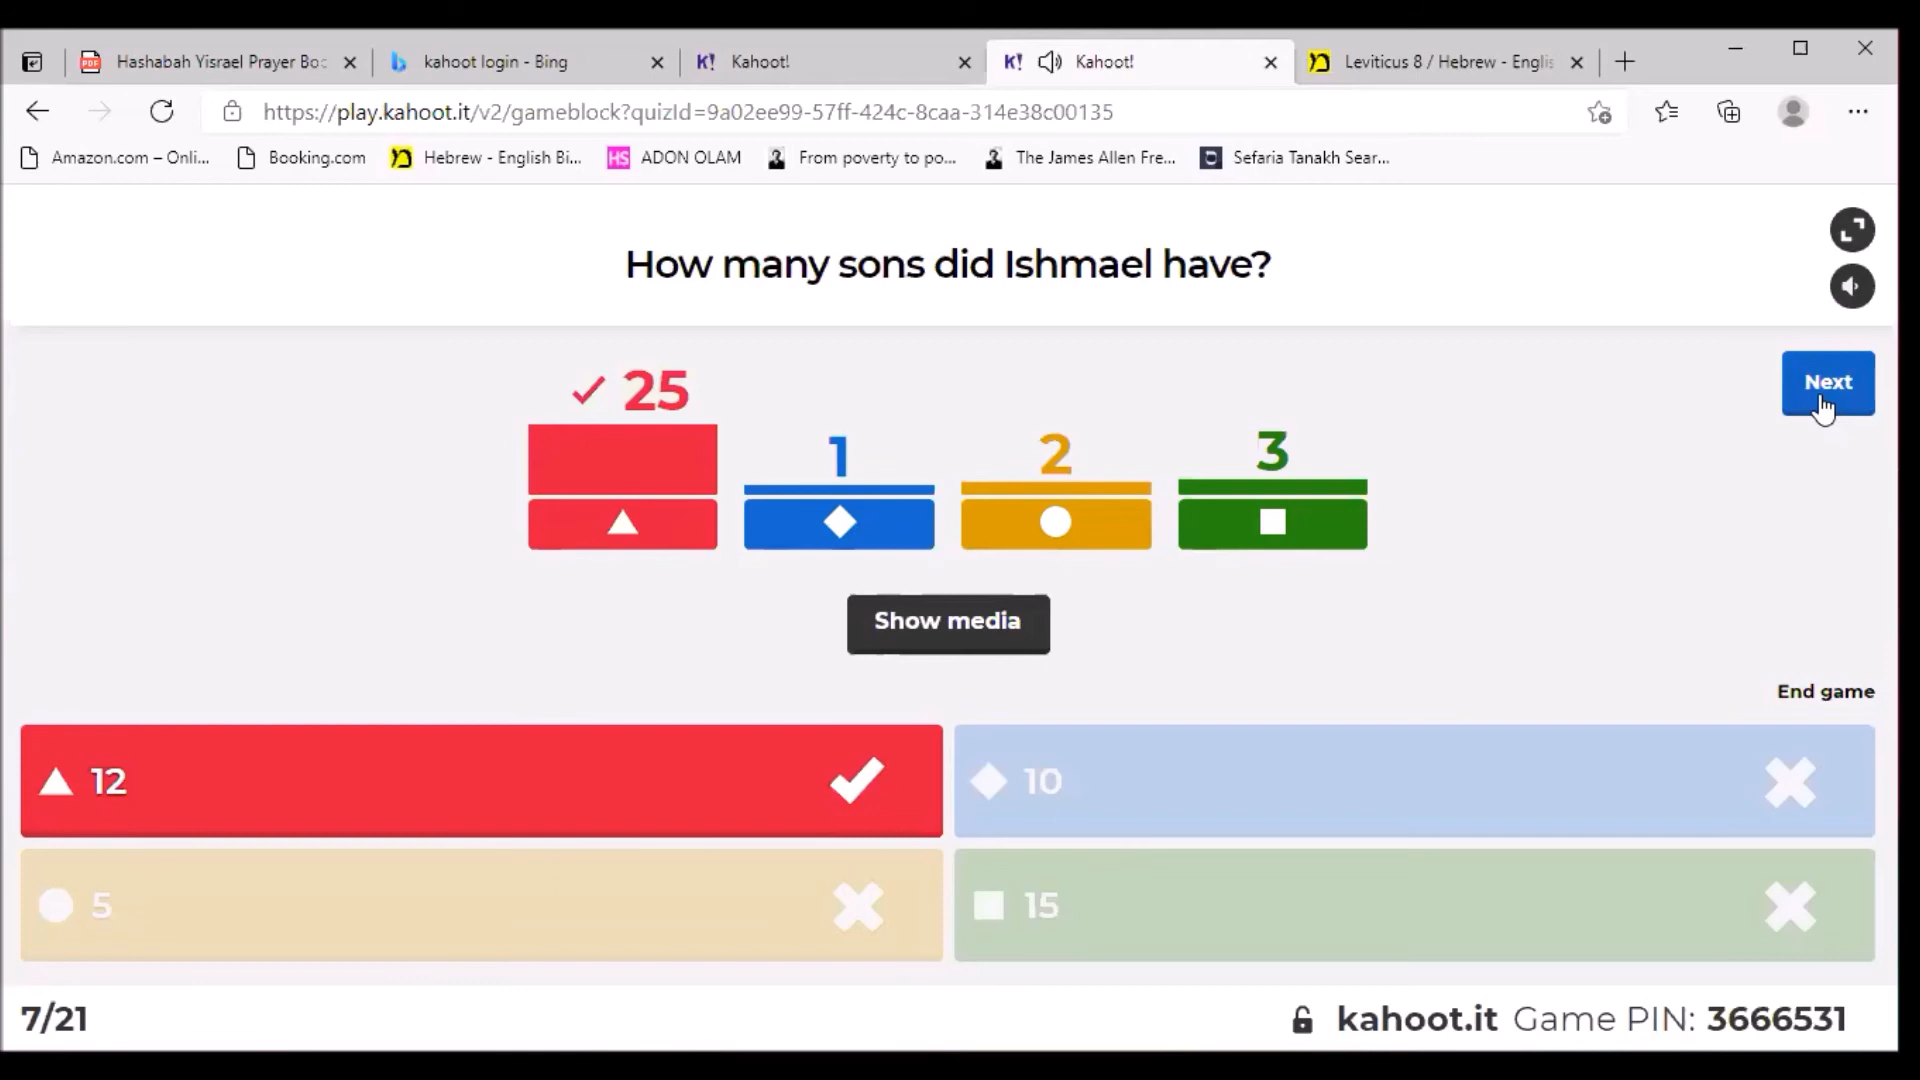 Hashabah Yisrael Prayer Bo
kahoot login - Bing
K! Kahoot!
K! Kahoot!
Leviticus 8 / Hebrew - Englis
https://play.kahoot.it/v2/gameblock?quizId=9a02ee99-57ff-424c-8caa-314e38c00135
Amazon.com – Onli...
Booking.com
Hebrew - English Bi...
HS ADON OLAM
From poverty to po...
The James Allen Fre...
Sefaria Tanakh Sear...
How many sons did Ishmael have?
Next
25
1
2
3
Show media
End game
12
10
5
15
7/21
kahoot.it Game PIN: 3666531